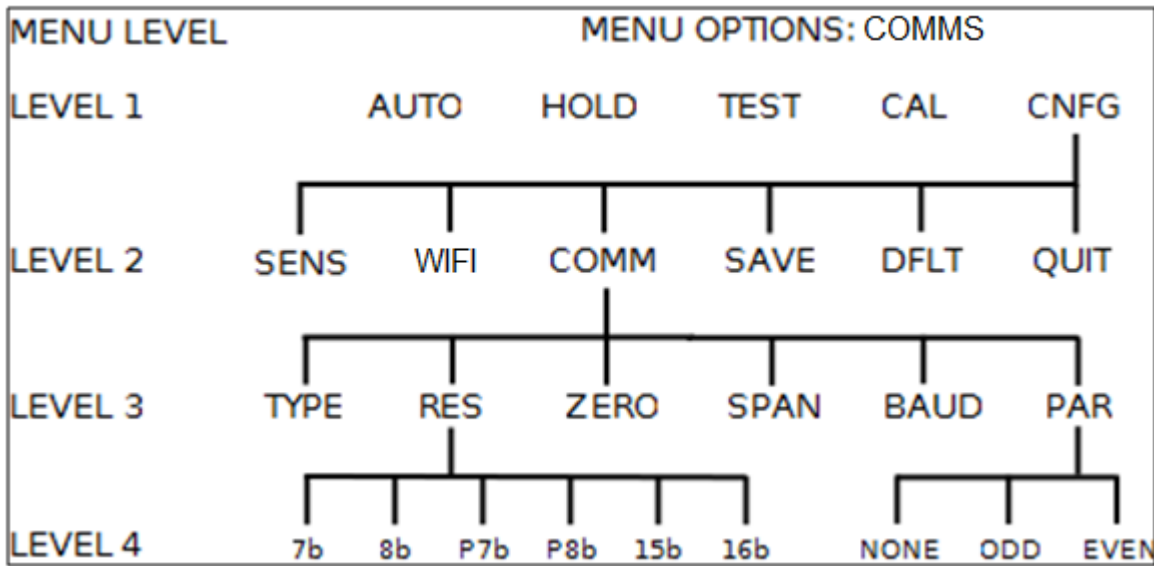 MENU LEVEL MENU OPTIONS: COMMS
LEVEL 1 AUTO HOLD TEST CAL CNFG
LEVEL 2 SENS WIFI COMM SAVE DFLT QUIT
LEVEL 3 TYPE RES ZERO SPAN BAUD PAR
LEVEL 4 7b 8b P7b P8b 15b 16b NONE ODD EVEN